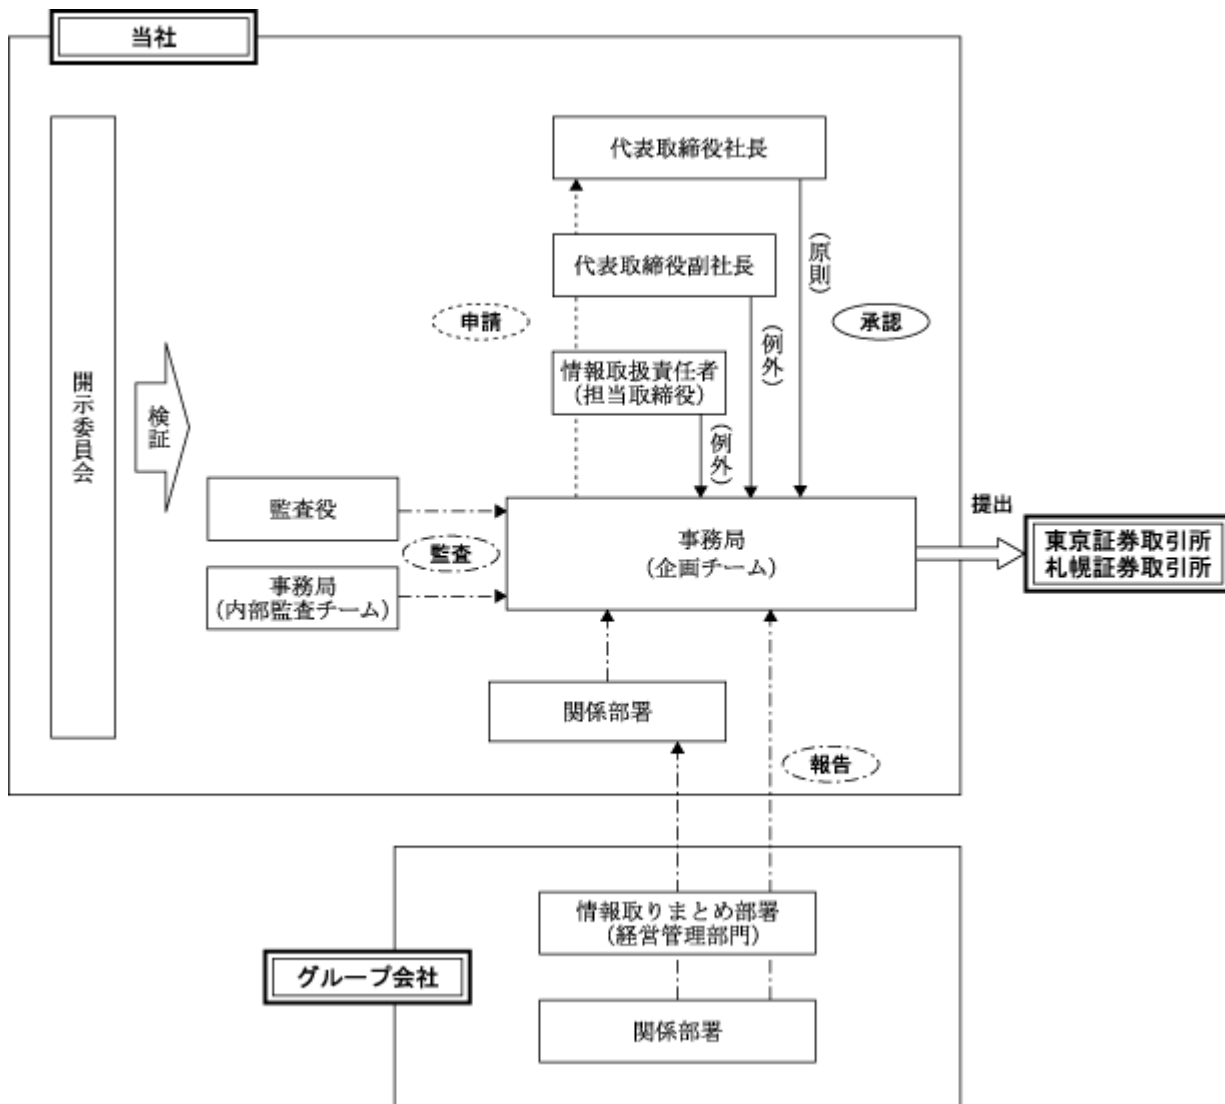 当社
代表取締役社長
代表取締役副社長
(原則)
申請
承認
(例外)
情報取扱責任者
(担当取締役)
開示委員会
検証
(例外)
監査役
提出
事務局
(企画チーム)
東京証券取引所
札幌証券取引所
監査
事務局
(内部監査チーム)
関係部署
報告
情報取りまとめ部署
(経営管理部門)
グループ会社
関係部署